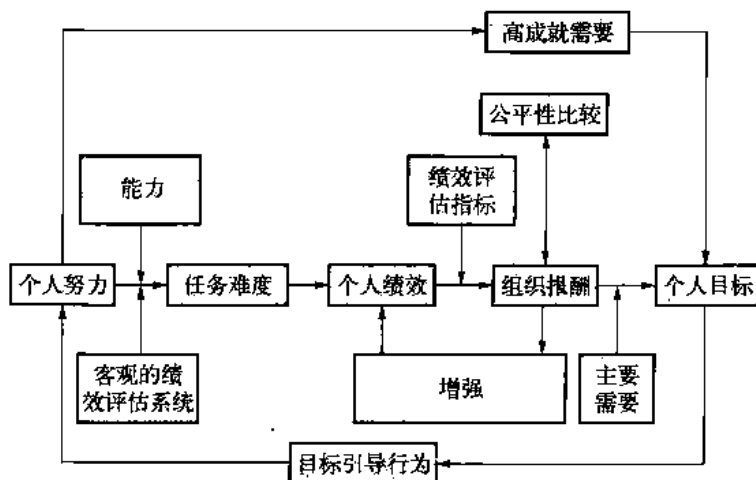 高成就需要
公平性比较
能力
绩效评
估指标
个人努力
任务难度
个人绩效
组织报酬
个人目标
客观的绩
效评估系统
增强
主要
需要
目标引导行为